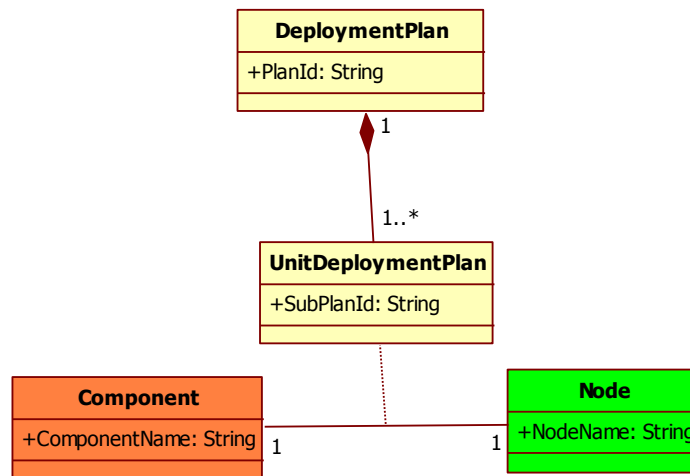 DeploymentPlan
+PlanId: String
1
1..*
UnitDeploymentPlan
+SubPlanId: String
Component
+ComponentName: String
1
1
Node
+NodeName: String